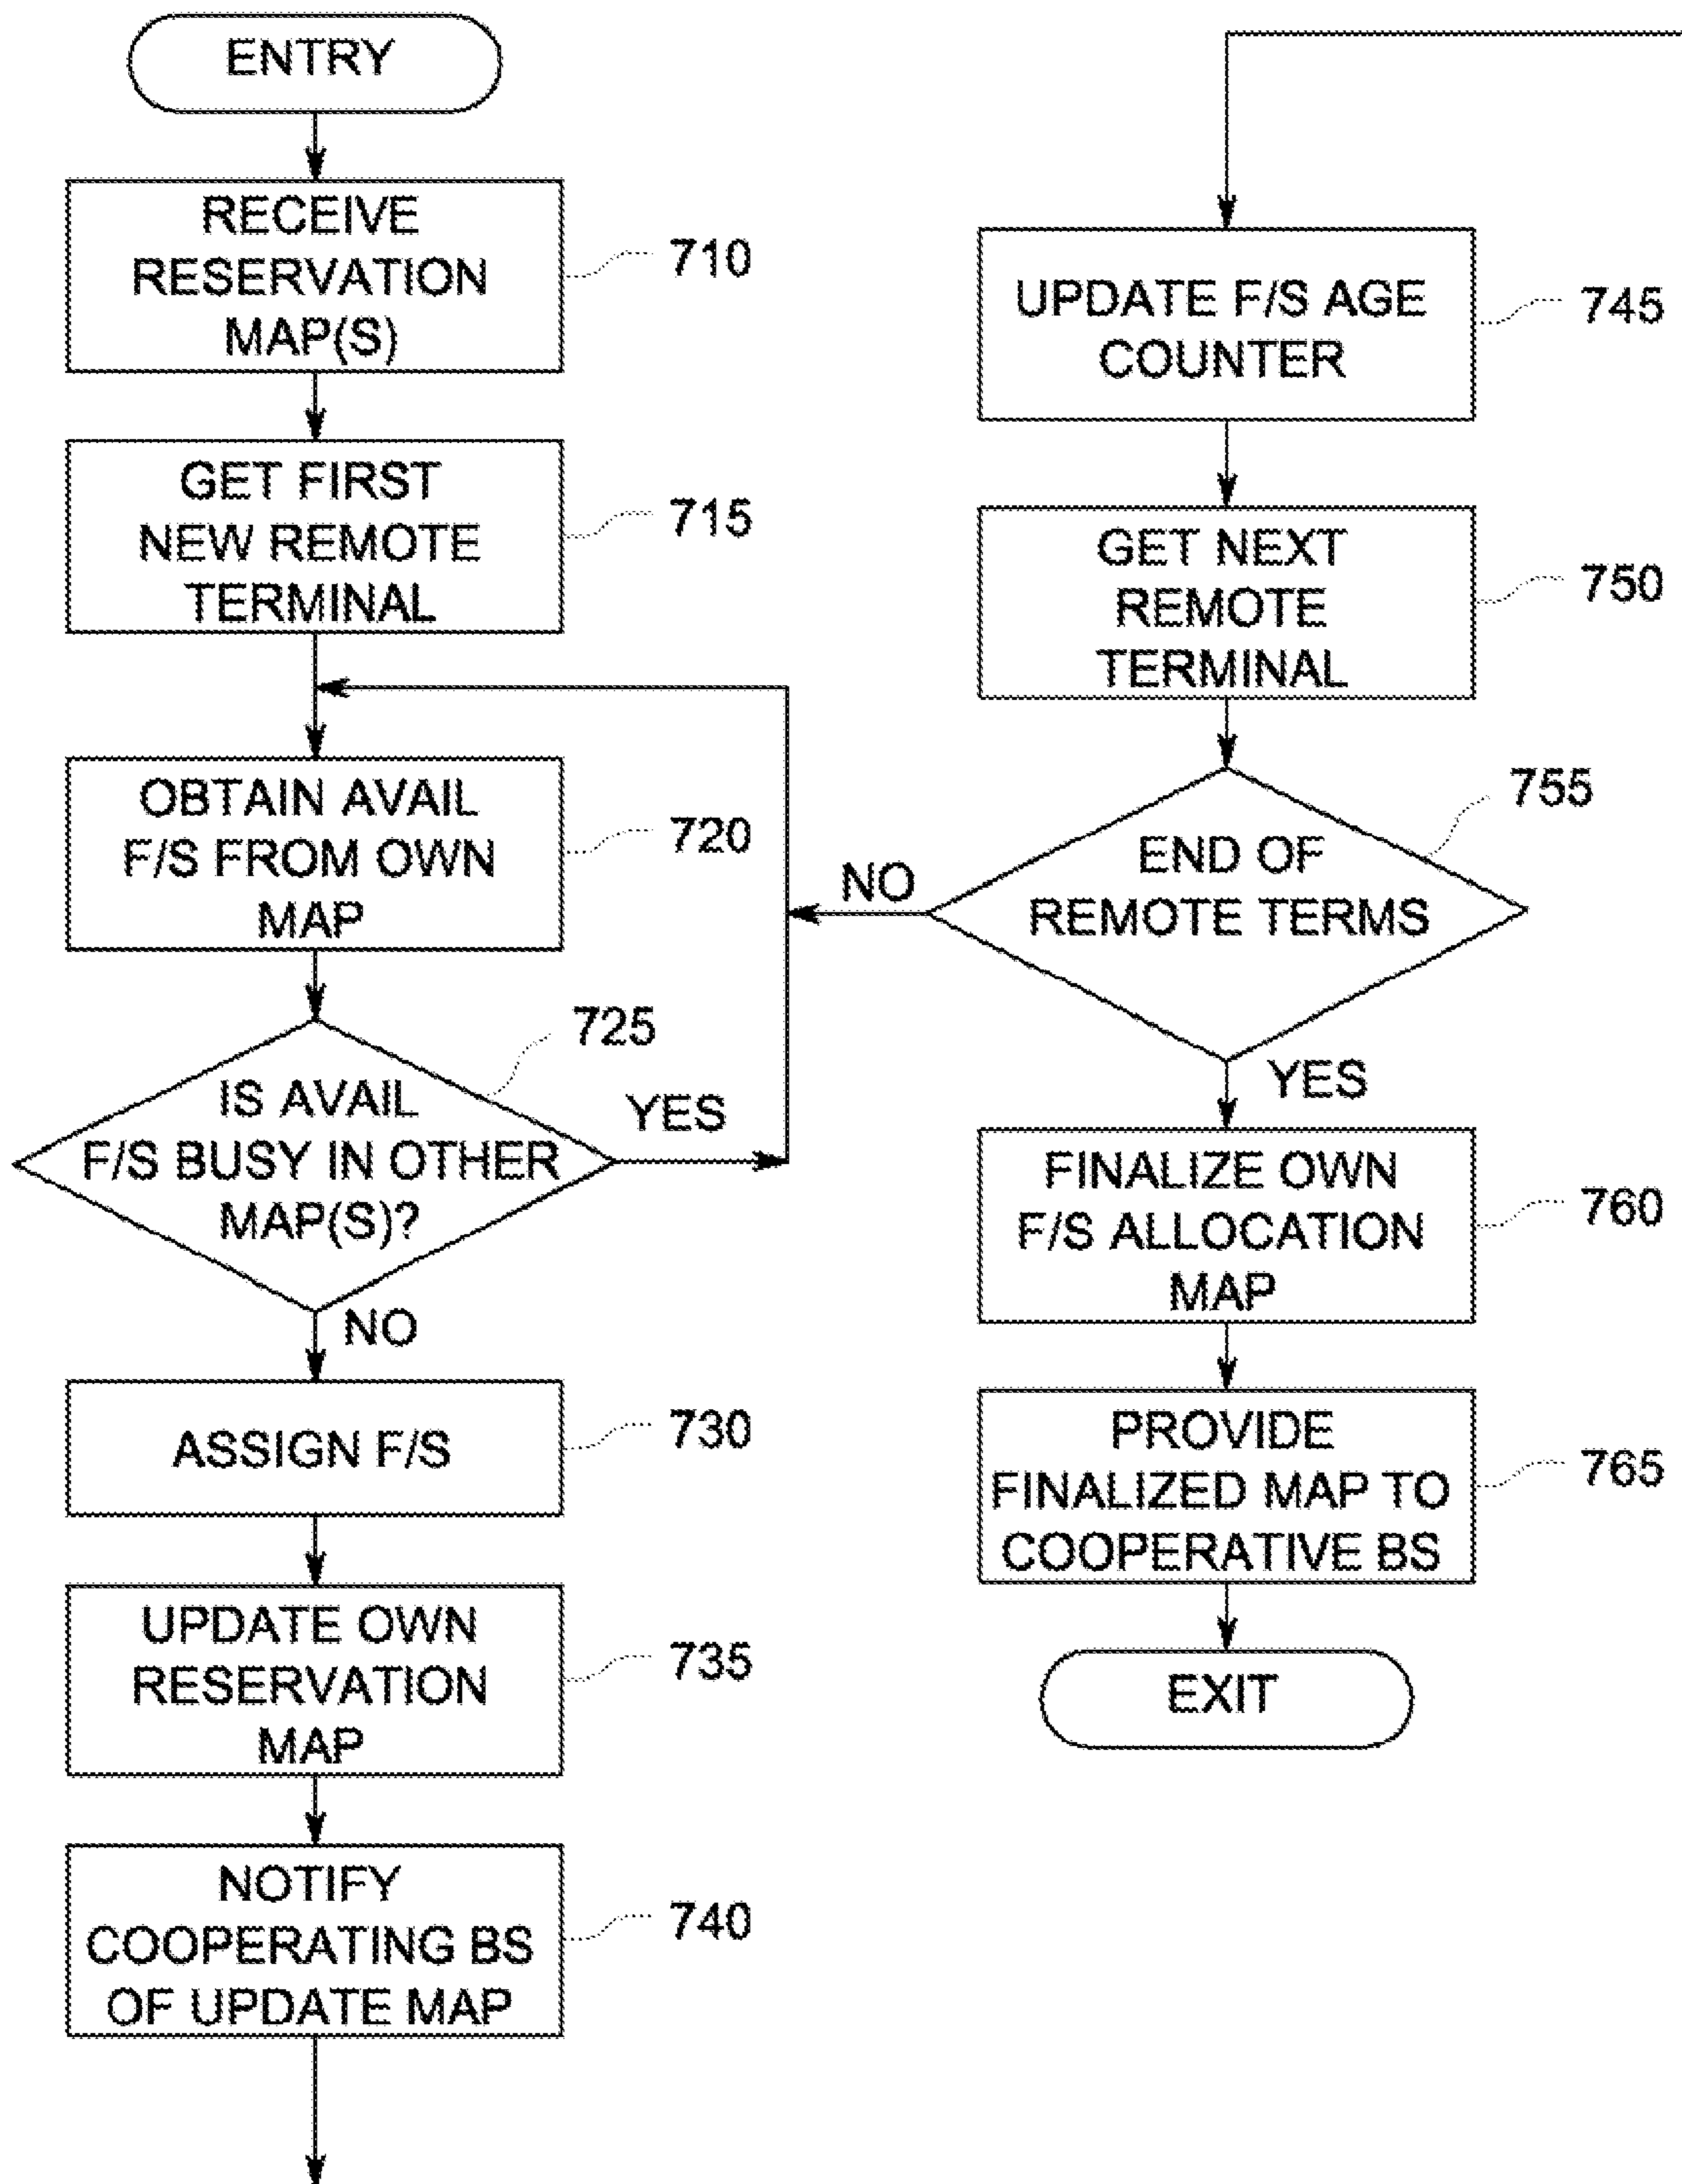 ENTRY
RECEIVE
RESERVATION
MAP(S)
710
GET FIRST
NEW REMOTE
TERMINAL
715
OBTAIN AVAIL
F/S FROM OWN
MAP
720
IS AVAIL
F/S BUSY IN OTHER
MAP(S)?
725
YES
NO
ASSIGN F/S
730
UPDATE OWN
RESERVATION
MAP
735
NOTIFY
COOPERATING BS
OF UPDATE MAP
740
UPDATE F/S AGE
COUNTER
745
GET NEXT
REMOTE
TERMINAL
750
END OF
REMOTE TERMS
755
NO
YES
FINALIZE OWN
F/S ALLOCATION
MAP
760
PROVIDE
FINALIZED MAP TO
COOPERATIVE BS
765
EXIT